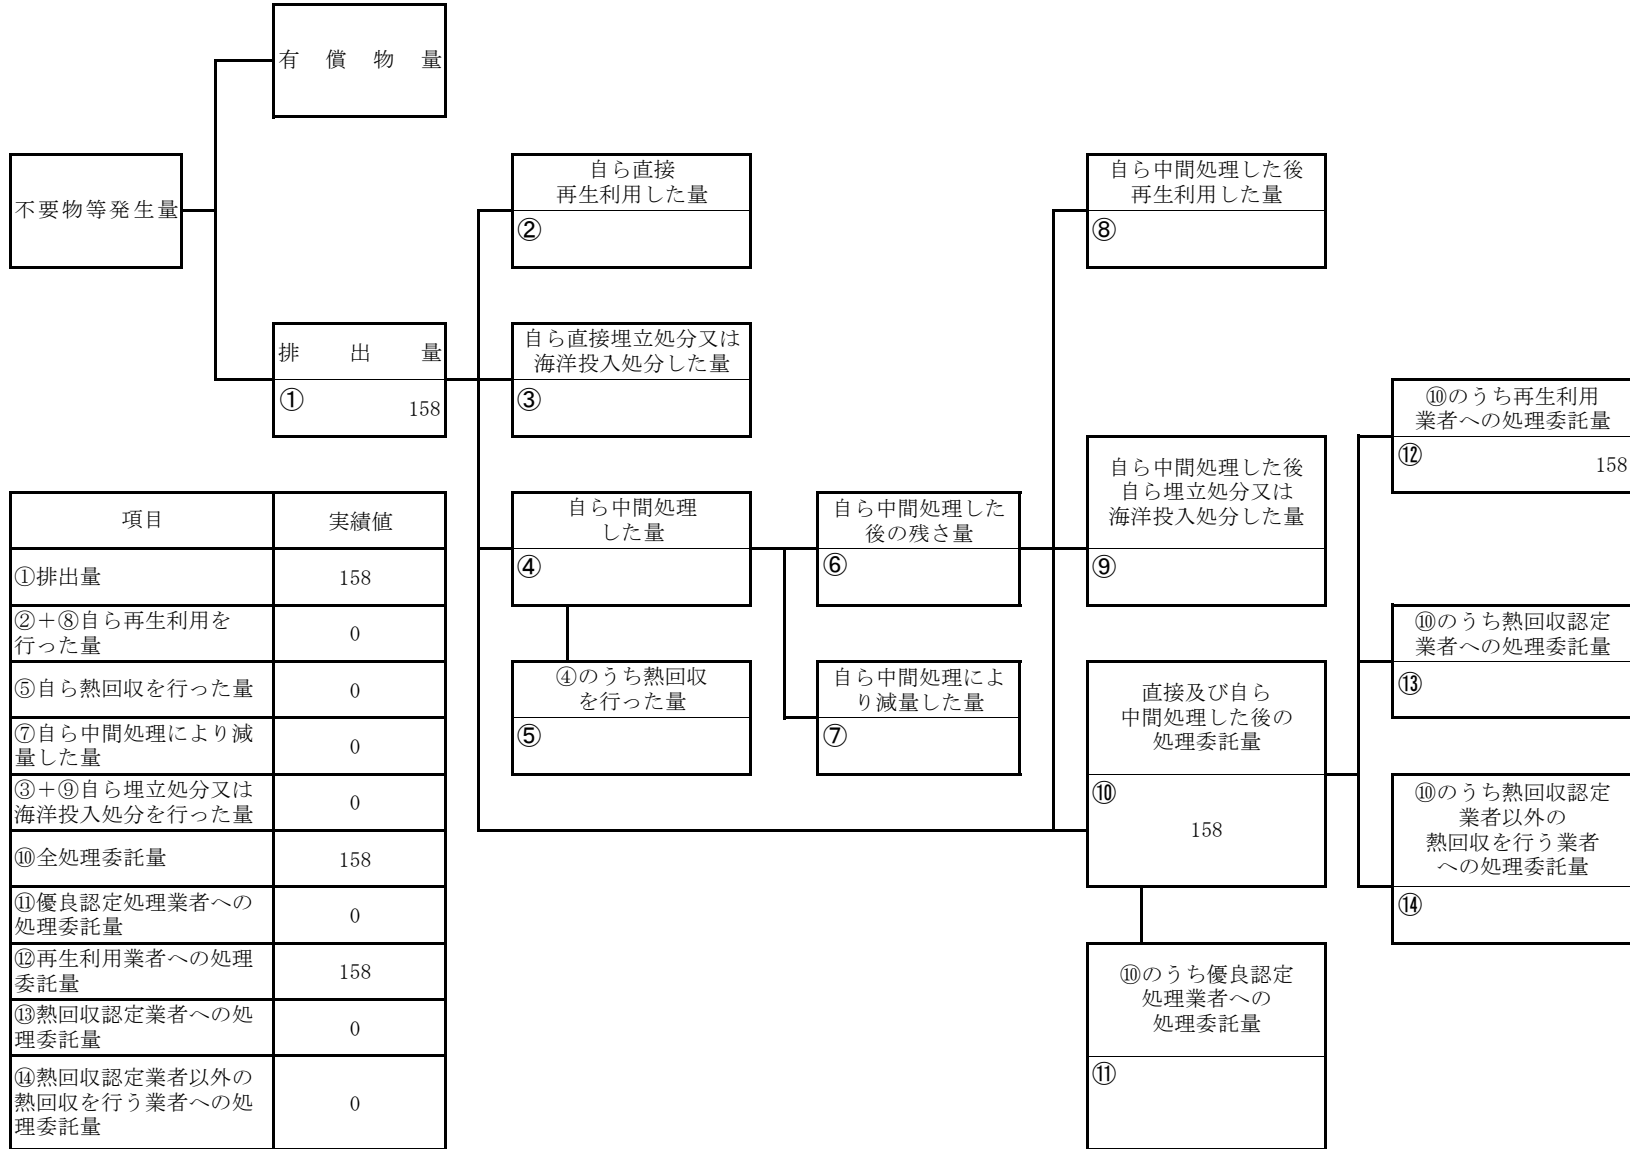 有償物量
不要物等発生量
排出量
①
158
自ら直接
再生利用した量
②
自ら直接埋立処分又は
海洋投入処分した量
③
自ら中間処理
した量
④
④のうち熱回収
を行った量
⑤
自ら中間処理した
後の残さ量
⑥
自ら中間処理によ
り減量した量
⑦
自ら中間処理した後
再生利用した量
⑧
自ら中間処理した後
自ら埋立処分又は
海洋投入処分した量
⑨
直接及び自ら
中間処理した後の
処理委託量
⑩
158
⑩のうち優良認定
処理業者への
処理委託量
⑪
⑩のうち再生利用
業者への処理委託量
⑫
158
⑩のうち熱回収認定
業者への処理委託量
⑬
⑩のうち熱回収認定
業者以外の
熱回収を行う業者
への処理委託量
⑭
項目 実績値
①排出量 158
②+⑧自ら再生利用を
行った量 0
⑤自ら熱回収を行った量 0
⑦自ら中間処理により減
量した量 0
③+⑨自ら埋立処分又は
海洋投入処分を行った量 0
⑩全処理委託量 158
⑪優良認定処理業者への
処理委託量 0
⑫再生利用業者への処理
委託量 158
⑬熱回収認定業者への処
理委託量 0
⑭熱回収認定業者以外の
熱回収を行う業者への処
理委託量 0